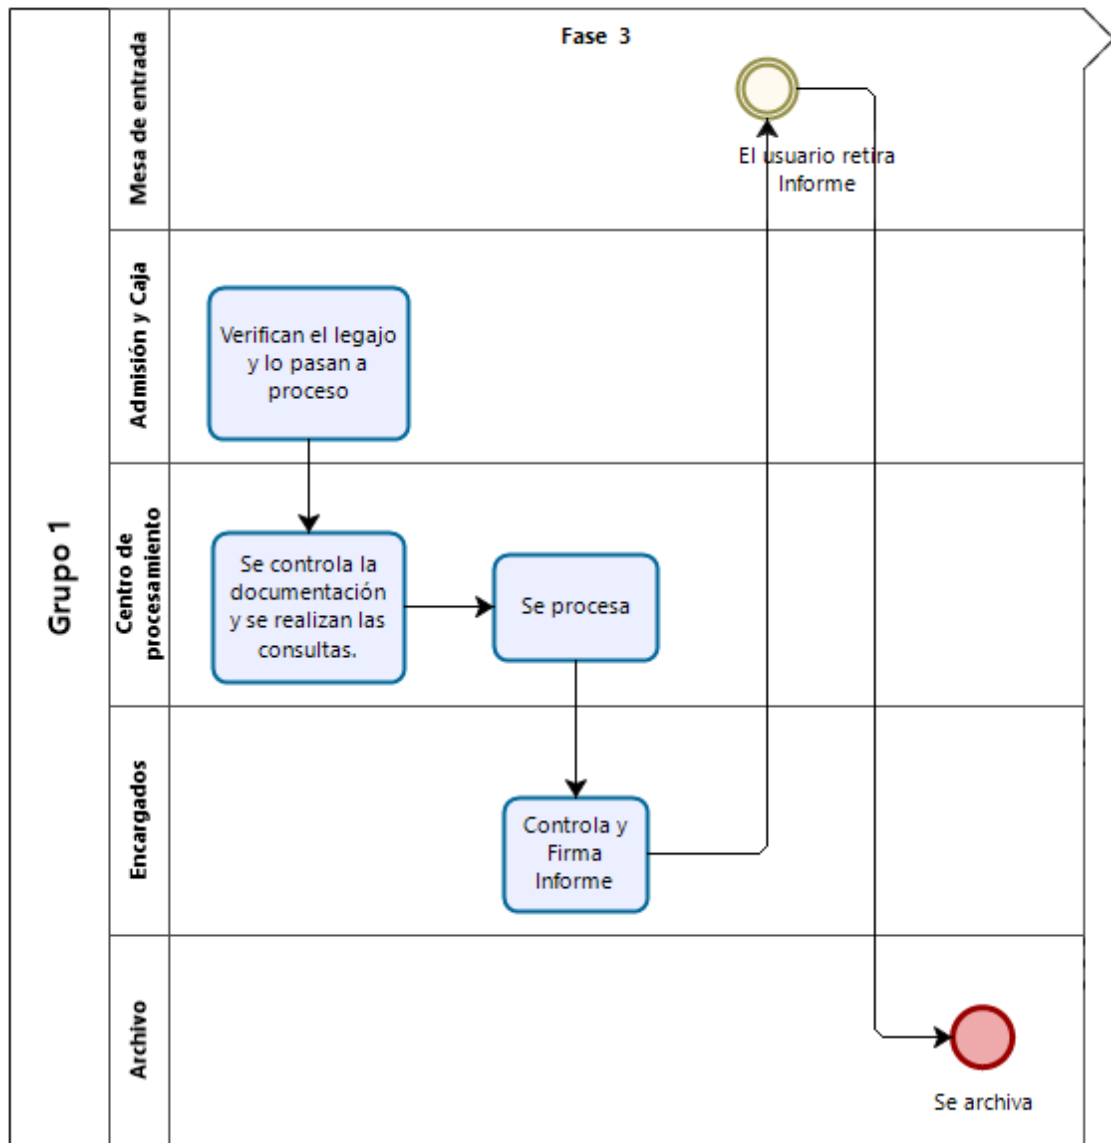 Grupo 1
Fase 3
Mesa de entrada
El usuario retira
Informe
Admisión y Caja
Verifican el legajo
y lo pasan a
proceso
Centro de
procesamiento
Se controla la
documentación
y se realizan las
consultas.
Se procesa
Encargados
Controla y
Firma
Informe
Archivo
Se archiva